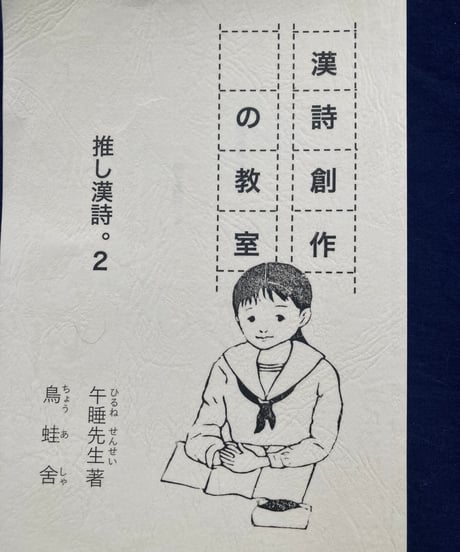 漢詩創作
の教室
推し漢詩。2
午睡先生著
ひるね せんせい
鳥蛙舍
ちょう あ しゃ